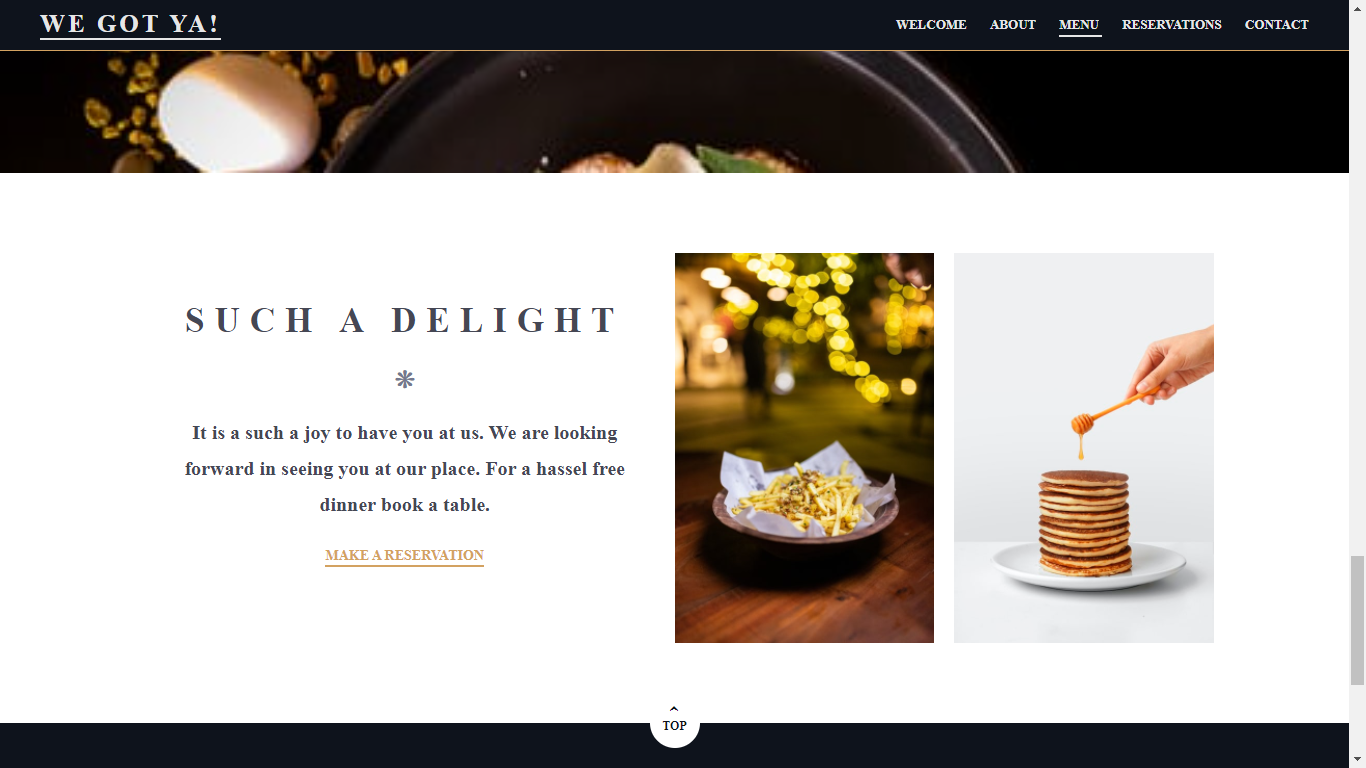 WE GOT YA!
WELCOME ABOUT MENU RESERVATIONS CONTACT
SUCH A DELIGHT
It is a such a joy to have you at us. We are looking
forward in seeing you at our place. For a hassel free
dinner book a table.
MAKE A RESERVATION
TOP